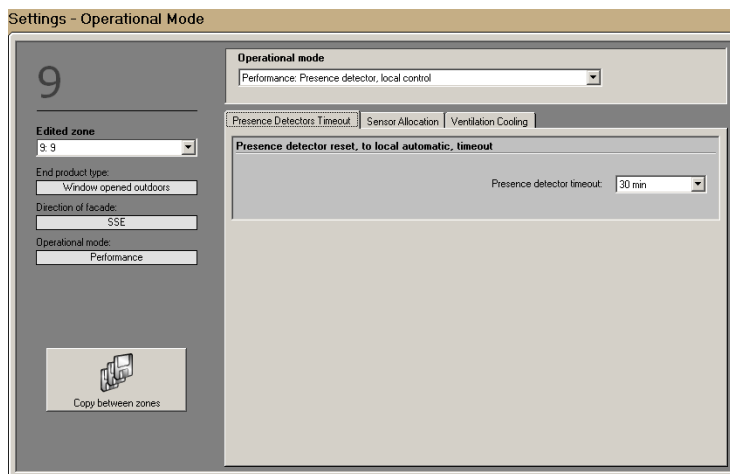 Settings - Operational Mode
9
Edited zone
9: 9
End product type:
Window opened outdoors
Direction of facade:
SSE
Operational mode:
Performance
Copy between zones
Operational mode
Performance: Presence detector, local control
Presence Detectors Timeout Sensor Allocation Ventilation Cooling
Presence detector reset, to local automatic, timeout
Presence detector timeout: 30 min